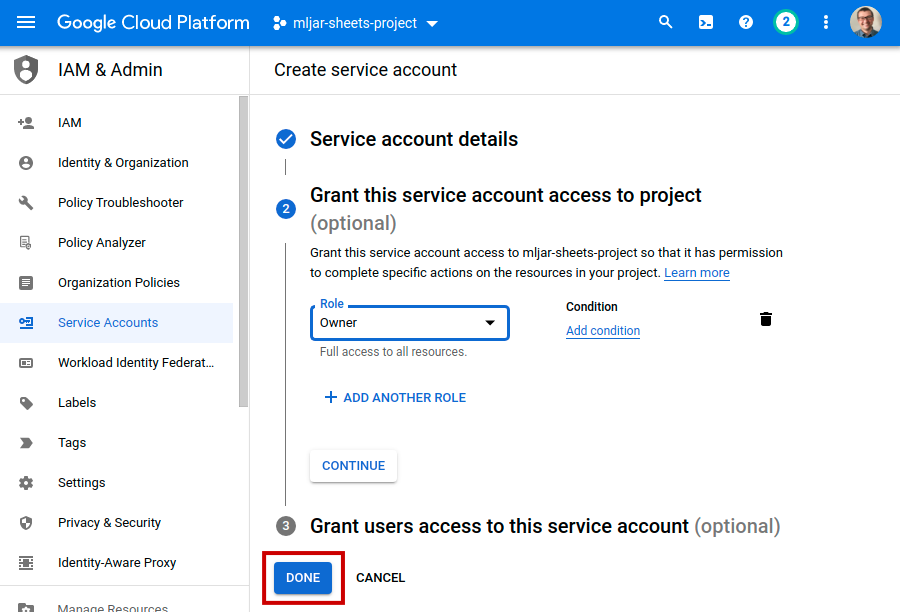 Google Cloud Platform
mljar-sheets-project
2
IAM & Admin
Create service account
IAM
Identity & Organization
Policy Troubleshooter
Policy Analyzer
Organization Policies
Service Accounts
Workload Identity Federat...
Labels
Tags
Settings
Privacy & Security
Identity-Aware Proxy
Manage Resources
Service account details
2
Grant this service account access to project
(optional)
Grant this service account access to mljar-sheets-project so that it has permission
to complete specific actions on the resources in your project. Learn more
Role
Owner
Full access to all resources.
Condition
Add condition
ADD ANOTHER ROLE
CONTINUE
3
Grant users access to this service account (optional)
DONE
CANCEL